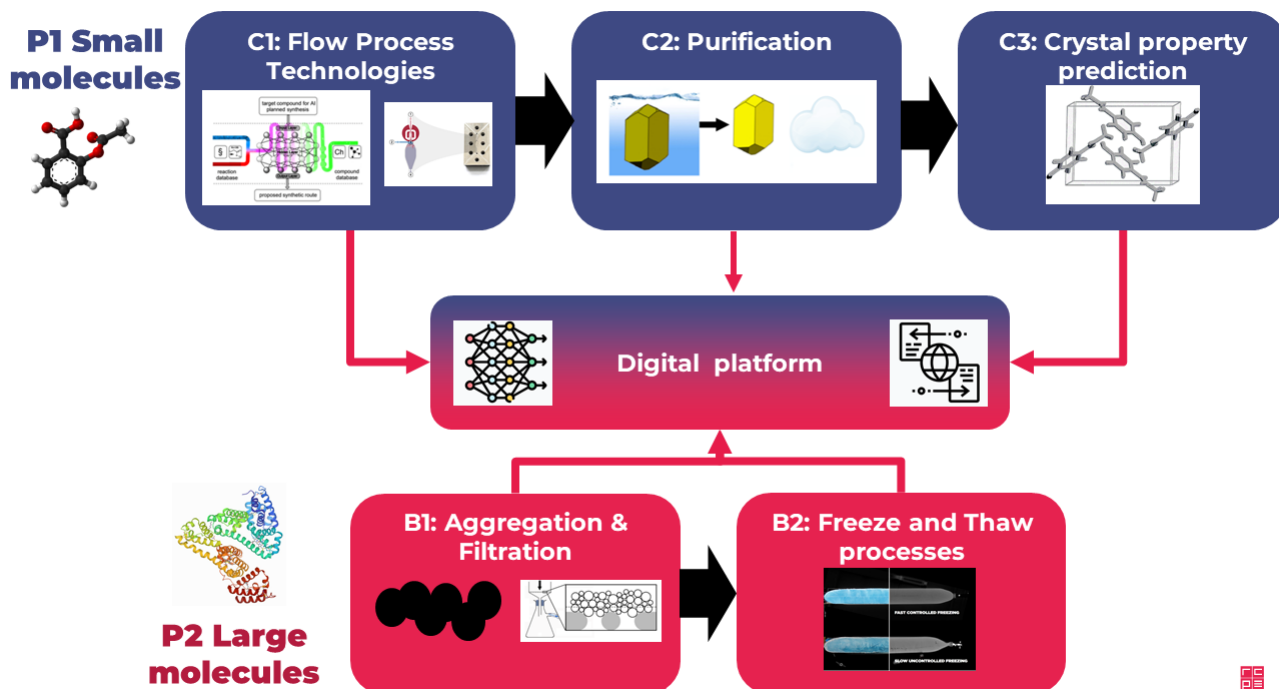 P1 Small
molecules
C1: Flow Process
Technologies
target compound for AI
planned synthesis
reaction
database
Ch
compound
database
proposed synthetic route
C2: Purification
C3: Crystal property
prediction
Digital platform
B1: Aggregation &
Filtration
B2: Freeze and Thaw
processes
FAST CONTROLLED FREEZING
SLOW UNCONTROLLED FREEZING
P2 Large
molecules